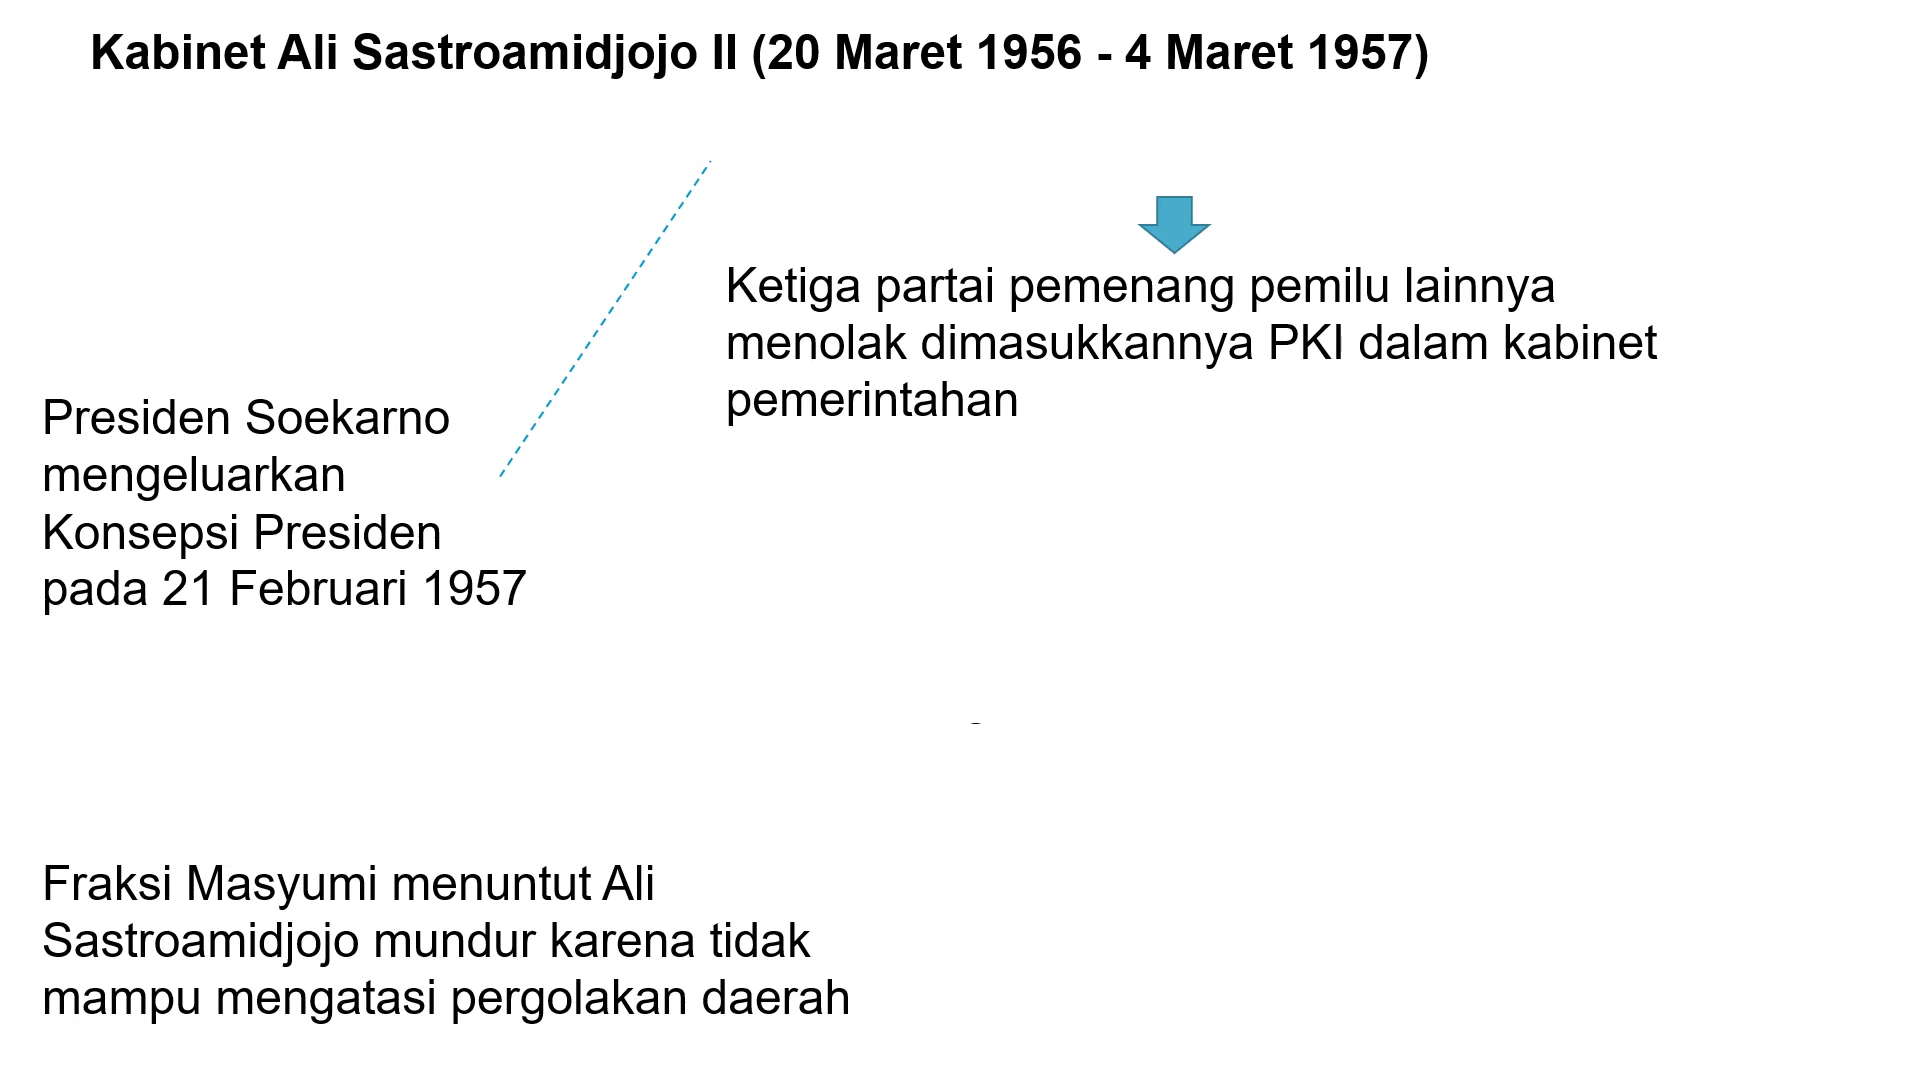 Kabinet Ali Sastroamidjojo II (20 Maret 1956 - 4 Maret 1957)
Ketiga partai pemenang pemilu lainnya
menolak dimasukkannya PKI dalam kabinet
pemerintahan
Presiden Soekarno
mengeluarkan
Konsepsi Presiden
pada 21 Februari 1957
Fraksi Masyumi menuntut Ali
Sastroamidjojo mundur karena tidak
mampu mengatasi pergolakan daerah